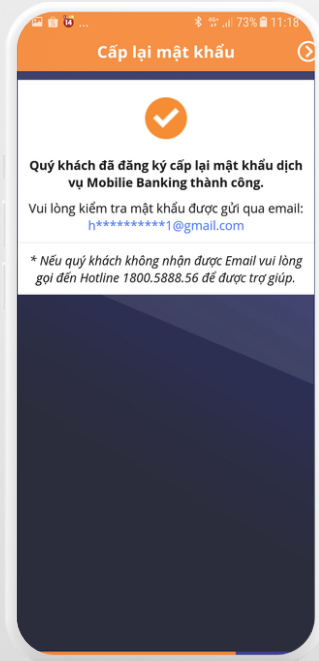 14 ... 73% 11:18
Cấp lại mật khẩu
Quý khách đã đăng ký cấp lại mật khẩu dịch
vụ Mobilie Banking thành công.
Vui lòng kiểm tra mật khẩu được gửi qua email:
h**********1@gmail.com
* Nếu quý khách không nhận được Email vui lòng
gọi đến Hotline 1800.5888.56 để được trợ giúp.